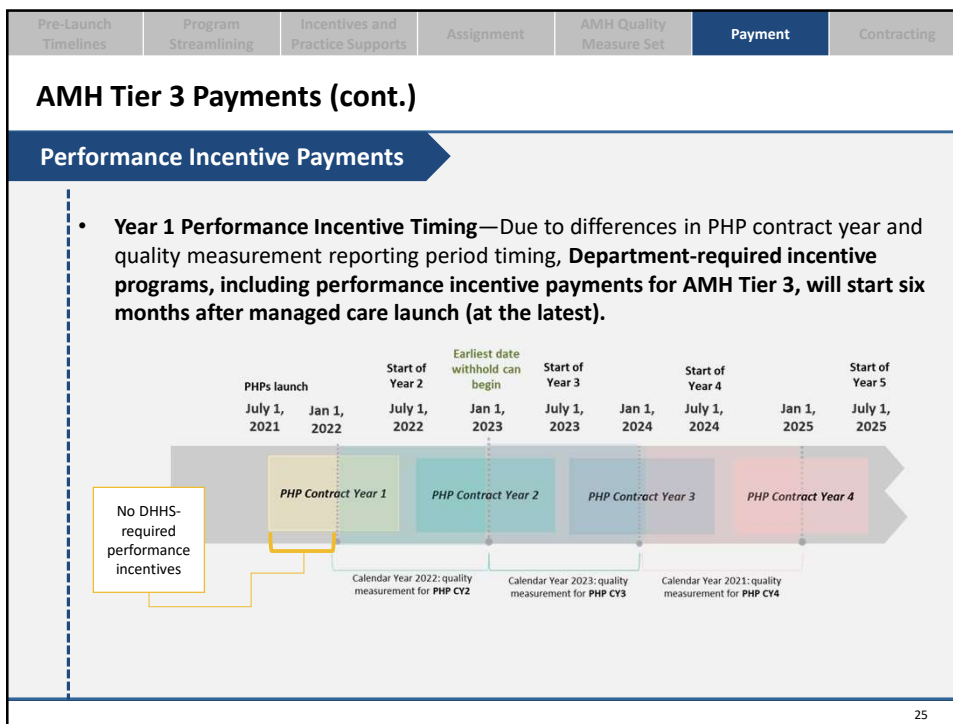 Pre-Launch Timelines
Program Streamlining
Incentives and Practice Supports
Assignment
AMH Quality Measure Set
Payment
Contracting
AMH Tier 3 Payments (cont.)
Performance Incentive Payments
• Year 1 Performance Incentive Timing—Due to differences in PHP contract year and
quality measurement reporting period timing, Department-required incentive
programs, including performance incentive payments for AMH Tier 3, will start six
months after managed care launch (at the latest).
PHPs launch
July 1, 2021
Jan 1, 2022
Start of Year 2
July 1, 2022
Earliest date withhold can begin
Jan 1, 2023
Start of Year 3
July 1, 2023
Jan 1, 2024
Start of Year 4
July 1, 2024
Jan 1, 2025
Start of Year 5
July 1, 2025
PHP Contract Year 1
PHP Contract Year 2
PHP Contract Year 3
PHP Contract Year 4
No DHHS-
required
performance
incentives
Calendar Year 2022: quality
measurement for PHP CY2
Calendar Year 2023: quality
measurement for PHP CY3
Calendar Year 2021: quality
measurement for PHP CY4
25